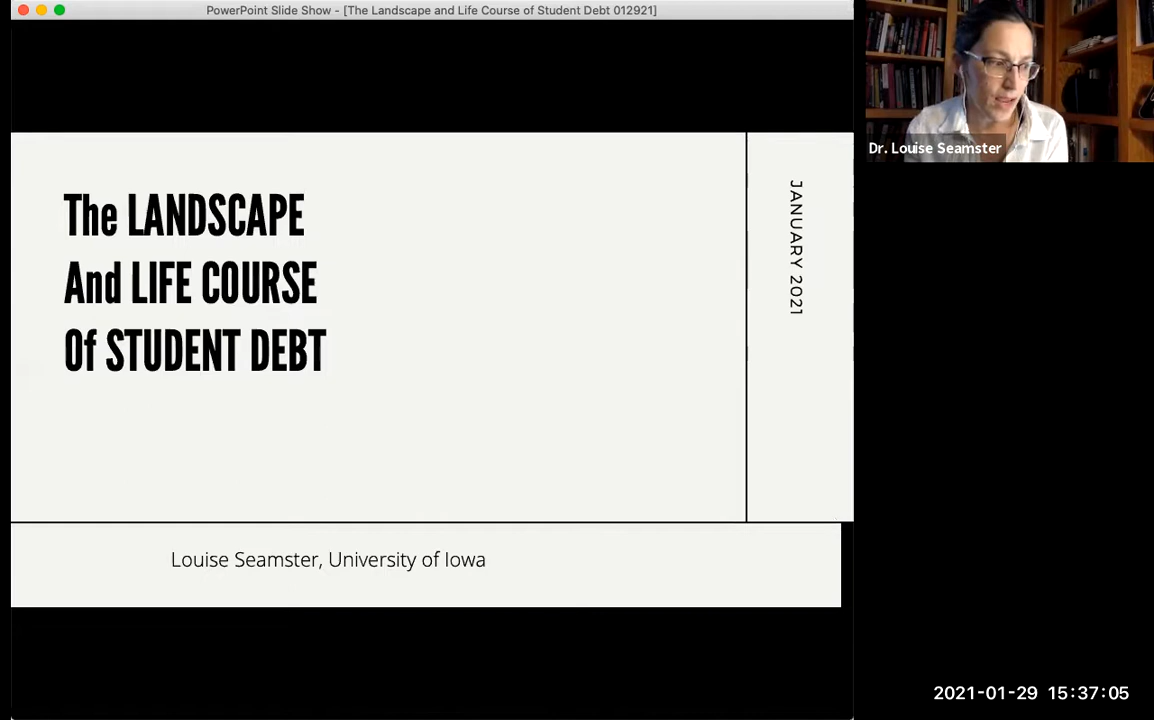 PowerPoint Slide Show - [The Landscape and Life Course of Student Debt 012921]
The LANDSCAPE
And LIFE COURSE
Of STUDENT DEBT
JANUARY 2021
Louise Seamster, University of Iowa
Dr. Louise Seamster
2021-01-29 15:37:05